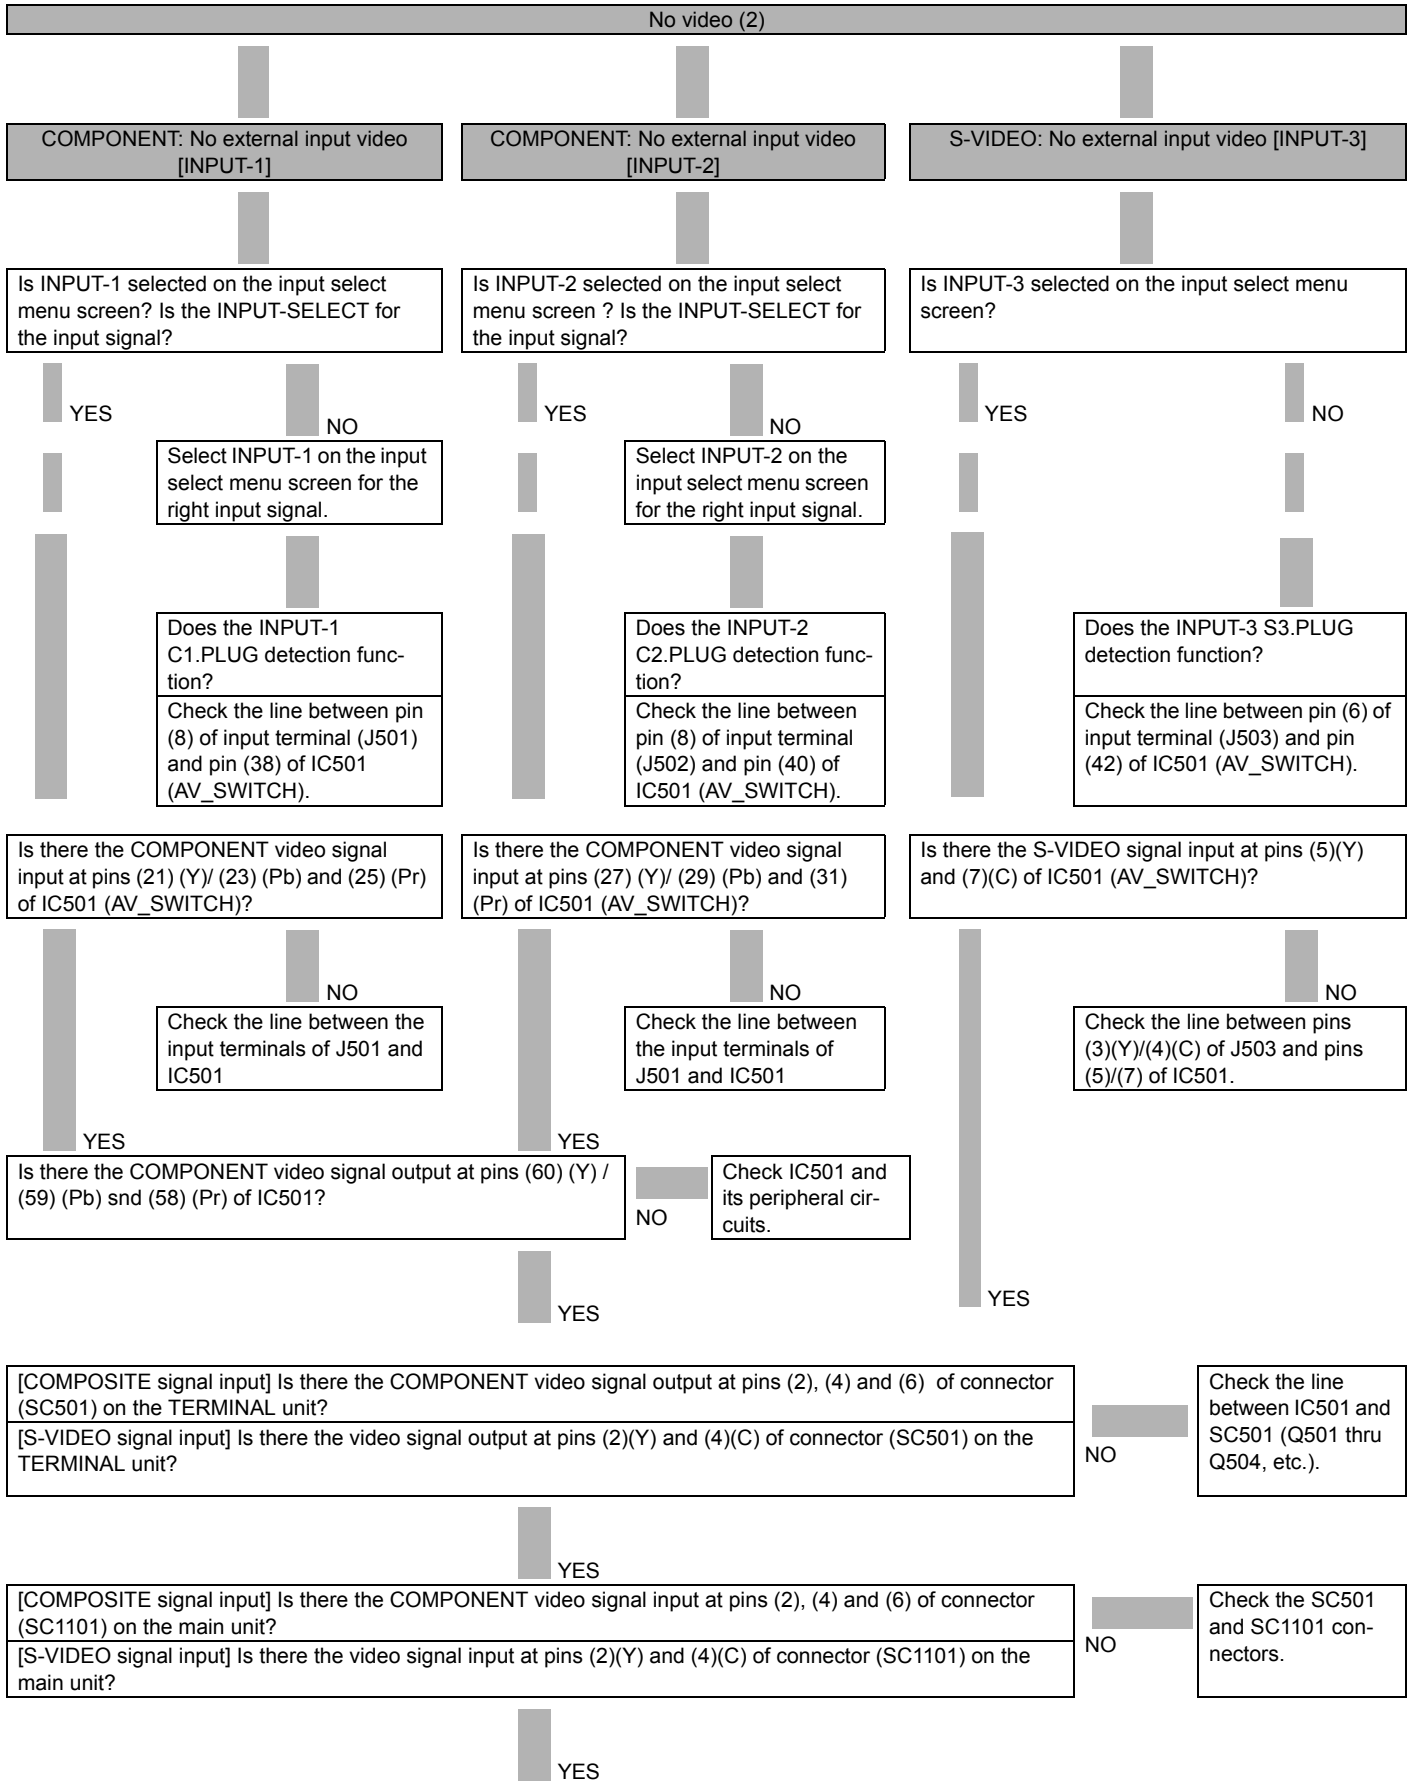 No video (2)
COMPONENT: No external input video
[INPUT-1]
COMPONENT: No external input video
[INPUT-2]
S-VIDEO: No external input video [INPUT-3]
Is INPUT-1 selected on the input select
menu screen? Is the INPUT-SELECT for
the input signal?
Is INPUT-2 selected on the input select
menu screen ? Is the INPUT-SELECT for
the input signal?
Is INPUT-3 selected on the input select menu
screen?
YES
NO
YES
NO
YES
NO
Select INPUT-1 on the input
select menu screen for the
right input signal.
Select INPUT-2 on the
input select menu screen
for the right input signal.
Does the INPUT-1
C1.PLUG detection func-
tion?
Check the line between pin
(8) of input terminal (J501)
and pin (38) of IC501
(AV_SWITCH).
Does the INPUT-2
C2.PLUG detection func-
tion?
Check the line between
pin (8) of input terminal
(J502) and pin (40) of
IC501 (AV_SWITCH).
Does the INPUT-3 S3.PLUG
detection function?
Check the line between pin (6) of
input terminal (J503) and pin
(42) of IC501 (AV_SWITCH).
Is there the COMPONENT video signal
input at pins (21) (Y)/ (23) (Pb) and (25) (Pr)
of IC501 (AV_SWITCH)?
Is there the COMPONENT video signal
input at pins (27) (Y)/ (29) (Pb) and (31)
(Pr) of IC501 (AV_SWITCH)?
Is there the S-VIDEO signal input at pins (5)(Y)
and (7)(C) of IC501 (AV_SWITCH)?
NO
NO
NO
Check the line between the
input terminals of J501 and
IC501
Check the line between
the input terminals of
J501 and IC501
Check the line between pins
(3)(Y)/(4)(C) of J503 and pins
(5)/(7) of IC501.
YES
YES
Is there the COMPONENT video signal output at pins (60) (Y) /
(59) (Pb) snd (58) (Pr) of IC501?
NO
Check IC501 and
its peripheral cir-
cuits.
YES
YES
[COMPOSITE signal input] Is there the COMPONENT video signal output at pins (2), (4) and (6) of connector
(SC501) on the TERMINAL unit?
[S-VIDEO signal input] Is there the video signal output at pins (2)(Y) and (4)(C) of connector (SC501) on the
TERMINAL unit?
NO
Check the line
between IC501 and
SC501 (Q501 thru
Q504, etc.).
YES
[COMPOSITE signal input] Is there the COMPONENT video signal input at pins (2), (4) and (6) of connector
(SC1101) on the main unit?
[S-VIDEO signal input] Is there the video signal input at pins (2)(Y) and (4)(C) of connector (SC1101) on the
main unit?
NO
Check the SC501
and SC1101 con-
nectors.
YES